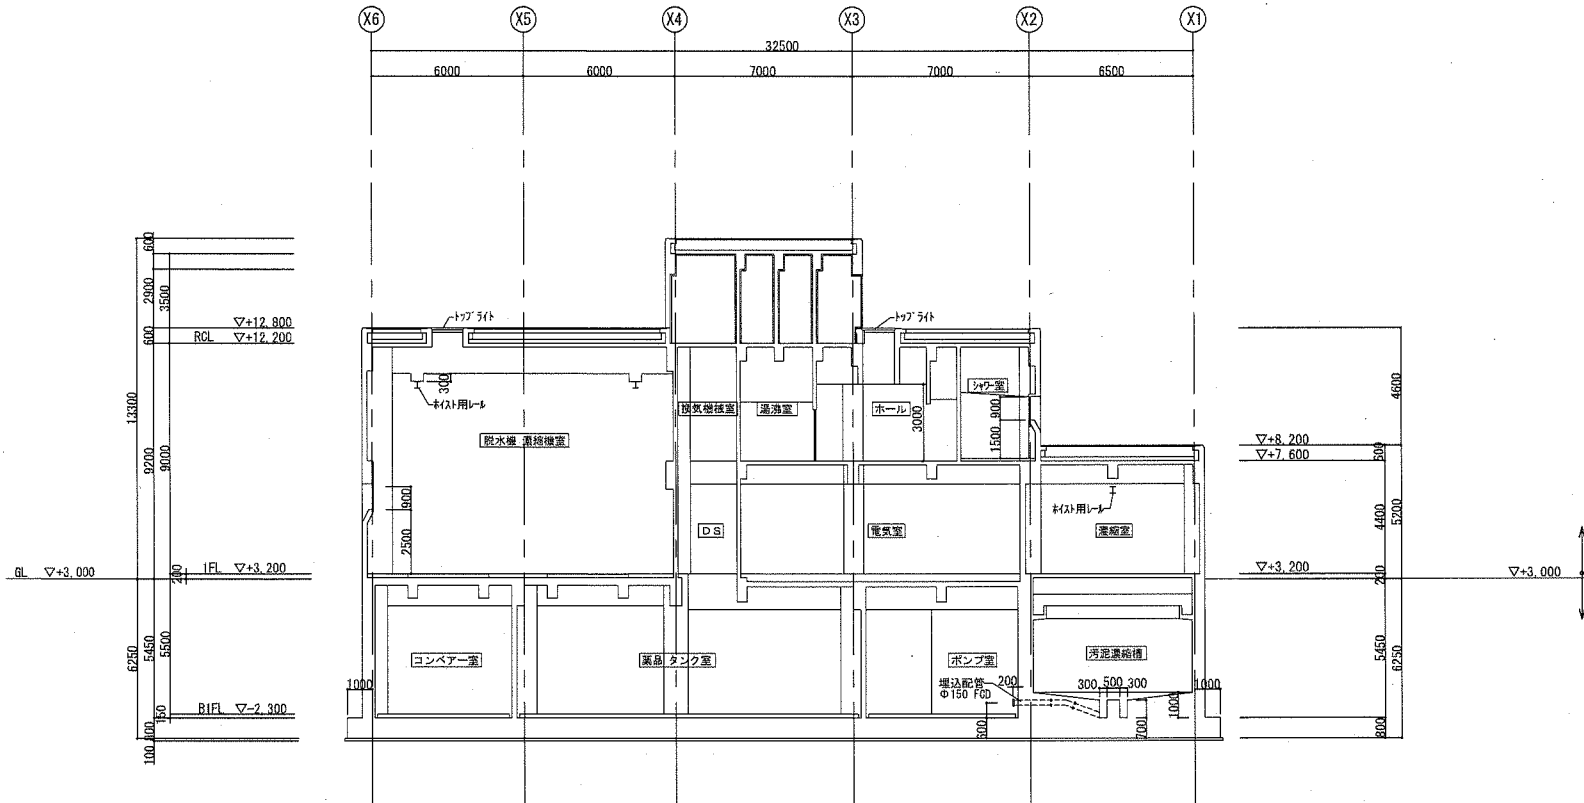 X6 X5 X4 X3 X2 X1
32500
6000 6000 7000 7000 6500
600
2900
3500
▽+12,800
600
RCL ▽+12,200
トップライト
トップライト
13300
9200
9000
300
ホイスト用レール
脱水機 濃縮機室
換気機械室
湯沸室
ホール
3000
シャワー室
900
1500
4600
▽+8,200
▽+7,600
600
900
2500
DS
電気室
ホイスト用レール
濃縮室
4400
5200
GL ▽+3,000
1FL ▽+3,200
200
▽+3,200
200
▽+3,000
6250
5450
5500
コンベアー室
薬品 タンク室
ポンプ室
汚泥濃縮槽
5450
6250
1000
埋込配管
Φ150 FCD
200
300 500 300
1000
1000
B1FL ▽-2,300
150
800
100
600
700
800